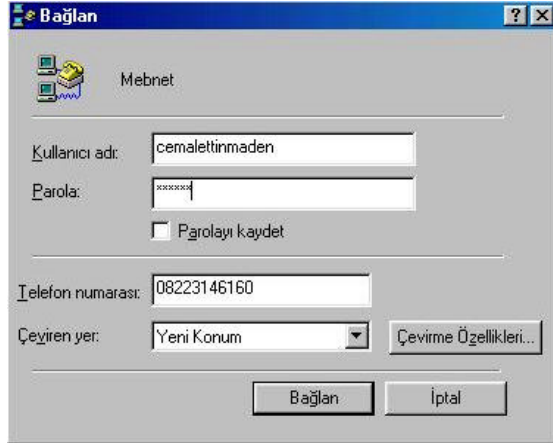 Bağlan
Mebnet
Kullanıcı adı: cemalettinmaden
Parola: xxxxxx
Parolayı kaydet
Telefon numarası: 08223146160
Çeviren yer: Yeni Konum Çevirme Özellikleri...
Bağlan İptal